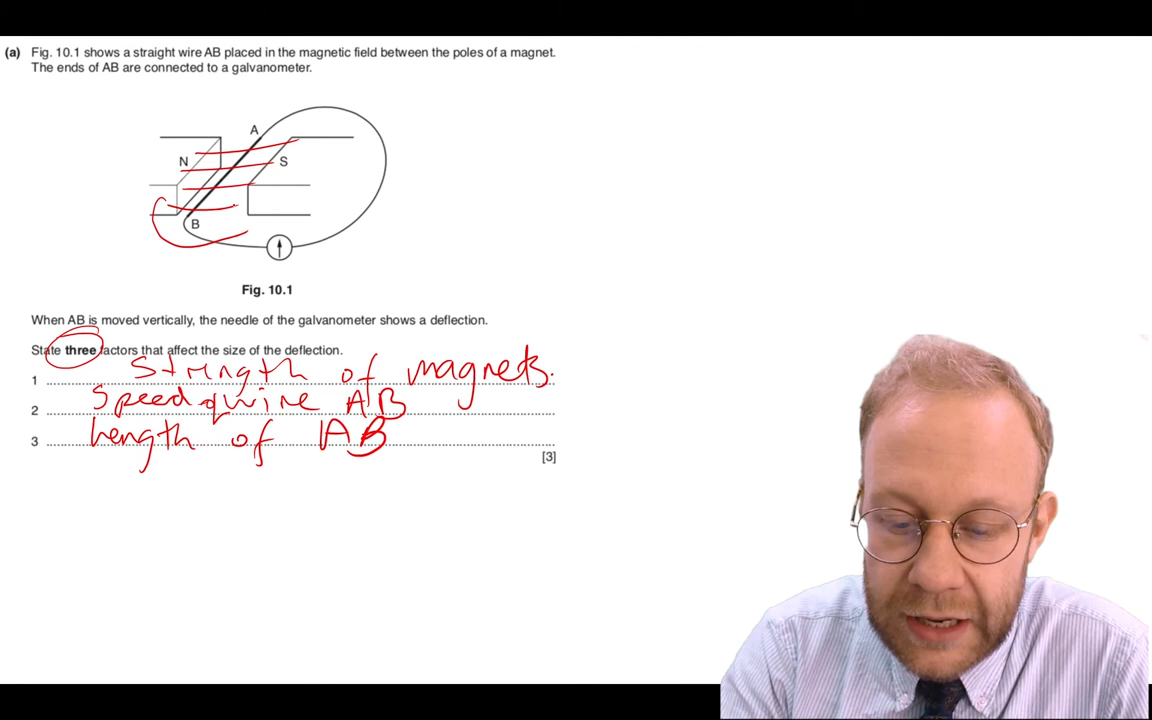 (a) Fig. 10.1 shows a straight wire AB placed in the magnetic field between the poles of a magnet.
The ends of AB are connected to a galvanometer.
A
N
S
B
Fig. 10.1
When AB is moved vertically, the needle of the galvanometer shows a deflection.
State three factors that affect the size of the deflection.
1 Strength of magnets.
2 Speed of wire AB
3 Length of AB
[3]